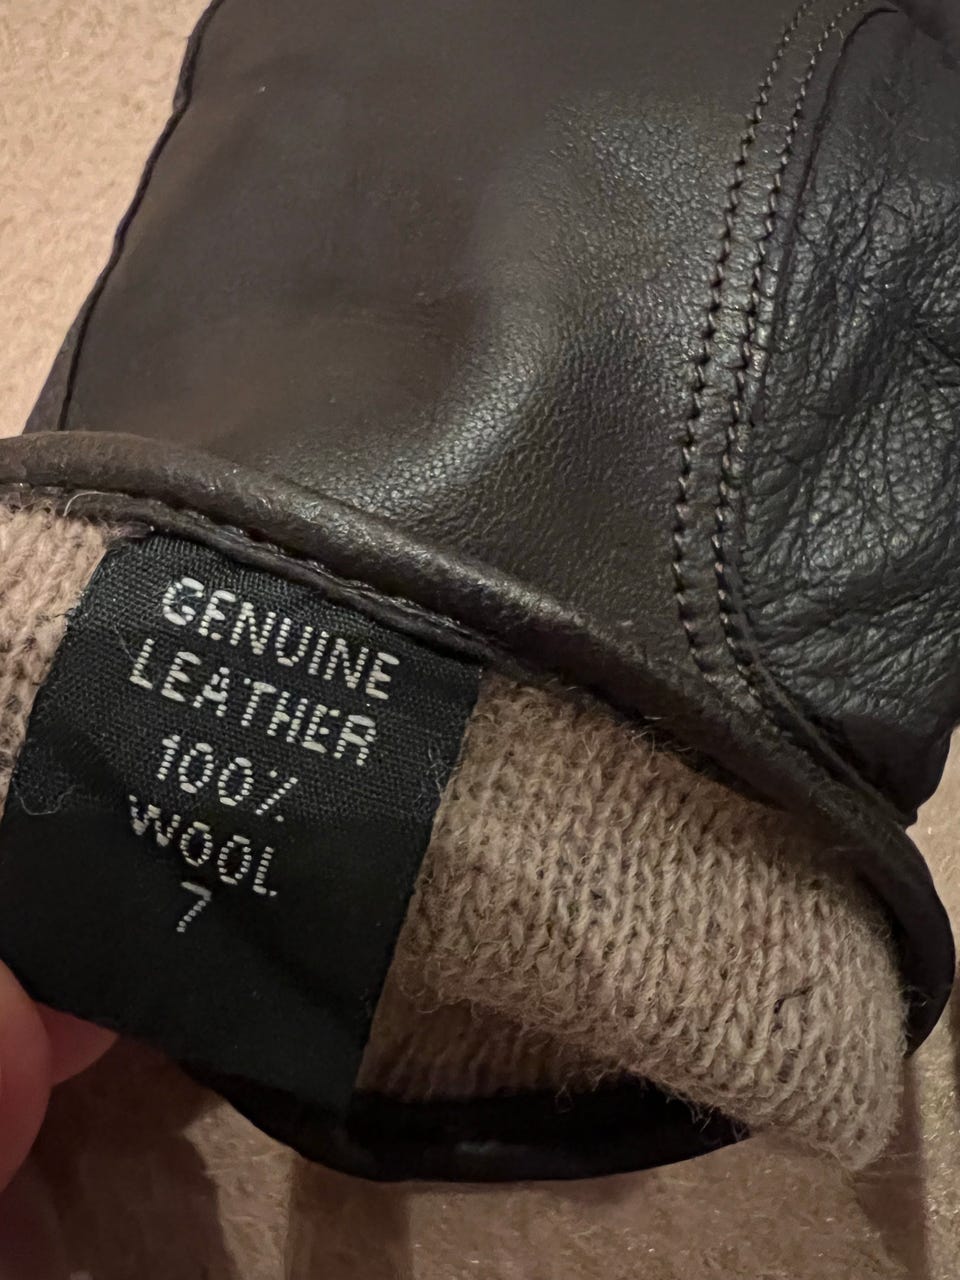 GENUINE
LEATHER
100%
WOOL
7